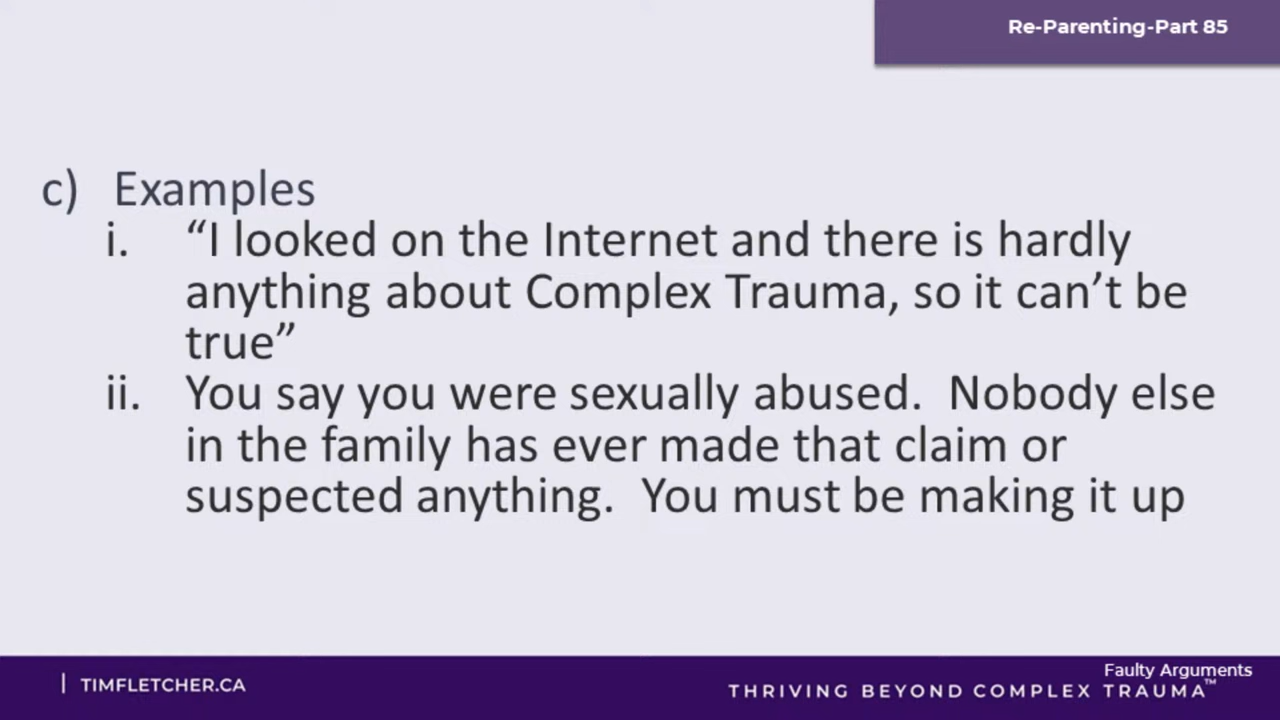 Re-Parenting-Part 85
c) Examples
i. “I looked on the Internet and there is hardly
anything about Complex Trauma, so it can’t be
true”
ii. You say you were sexually abused.  Nobody else
in the family has ever made that claim or
suspected anything.  You must be making it up
| TIMFLETCHER.CA
Faulty Arguments
THRIVING BEYOND COMPLEX TRAUMA™